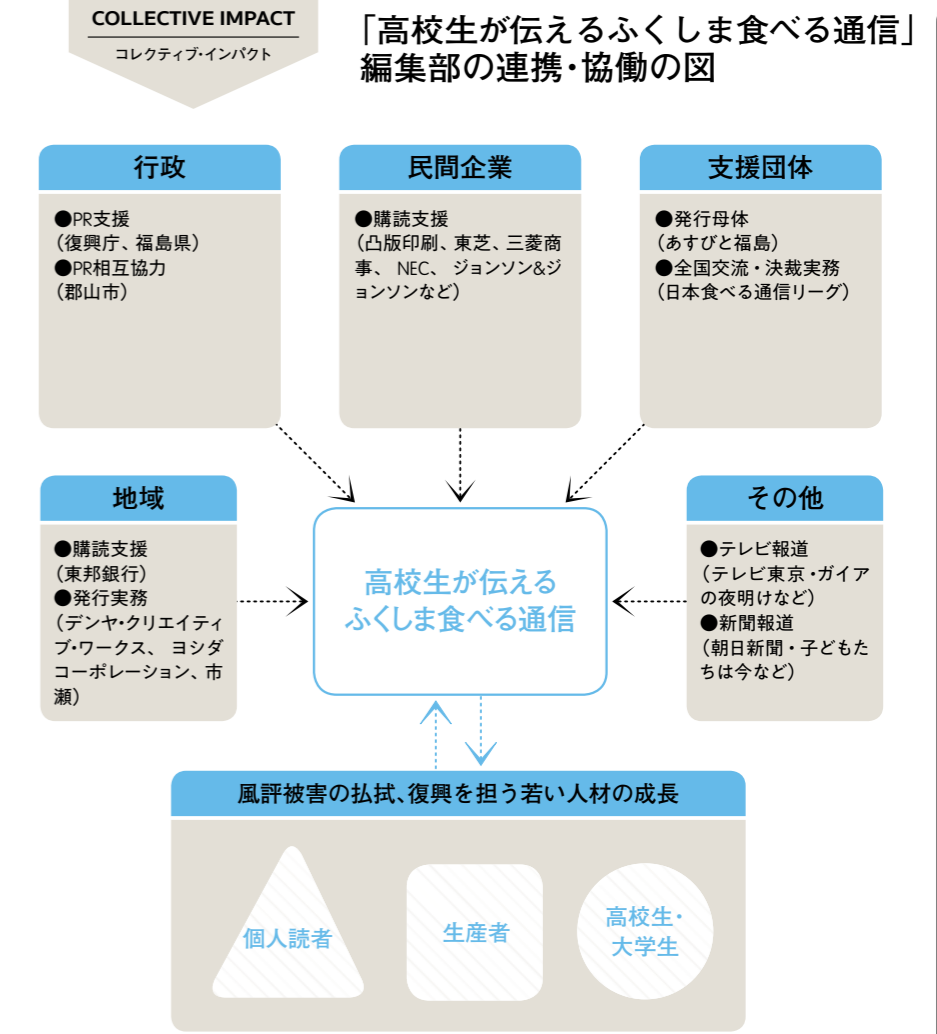 COLLECTIVE IMPACT
コレクティブ・インパクト
「高校生が伝えるふくしま食べる通信」
編集部の連携・協働の図
行政
●PR支援
(復興庁、福島県)
●PR相互協力
(郡山市)
民間企業
●購読支援
(凸版印刷、東芝、三菱商
事、 NEC、 ジョンソン&ジ
ョンソンなど)
支援団体
●発行母体
(あすびと福島)
●全国交流・決裁実務
(日本食べる通信リーグ)
地域
●購読支援
(東邦銀行)
●発行実務
(デンヤ・クリエイティ
ブ・ワークス、 ヨシダ
コーポレーション、市
瀬)
高校生が伝える
ふくしま食べる通信
その他
●テレビ報道
(テレビ東京・ガイア
の夜明けなど)
●新聞報道
(朝日新聞・子どもた
ちは今など)
風評被害の払拭、復興を担う若い人材の成長
個人読者
生産者
高校生・
大学生